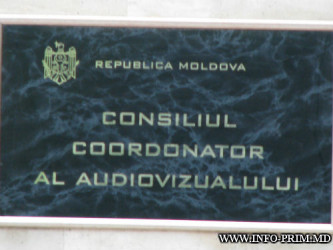 REPUBLICA MOLDOVA
CONSILIUL
COORDONATOR
AL AUDIOVIZUALULUI
WWW.INFO-PRIM.MD